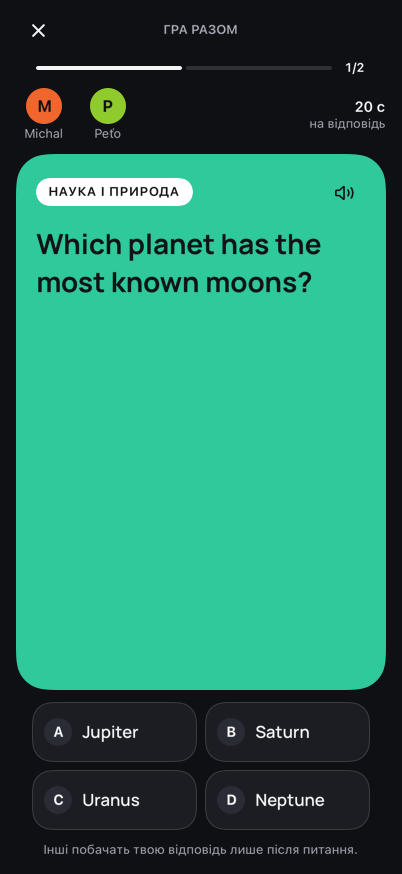 ГРА РАЗОМ
1/2
M
P
Michal
Peťo
20 с
на відповідь
НАУКА І ПРИРОДА
Which planet has the
most known moons?
A Jupiter
B Saturn
C Uranus
D Neptune
Інші побачать твою відповідь лише після питання.